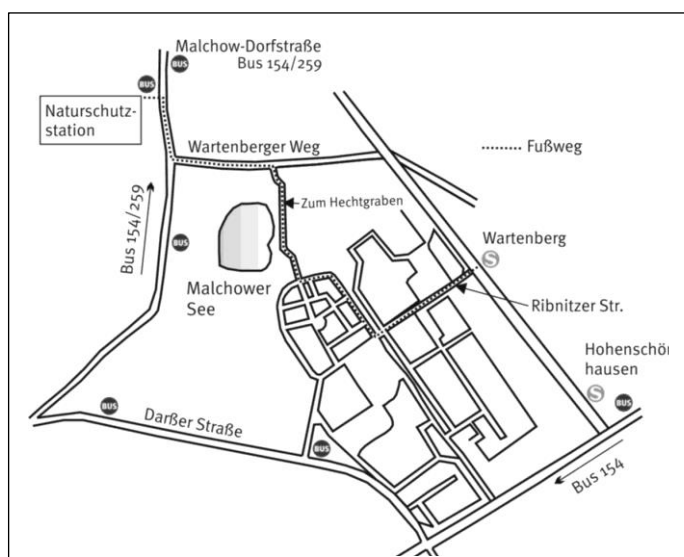 Malchow-Dorfstraße
Bus 154/259
BUS
BUS
Naturschutz-
station
Wartenberger Weg
Fußweg
Zum Hechtgraben
Bus 154/259
BUS
Wartenberg
S
Malchower
See
Ribnitzer Str.
Hohenschön
hausen
S
BUS
BUS
Darßer Straße
BUS
Bus 154